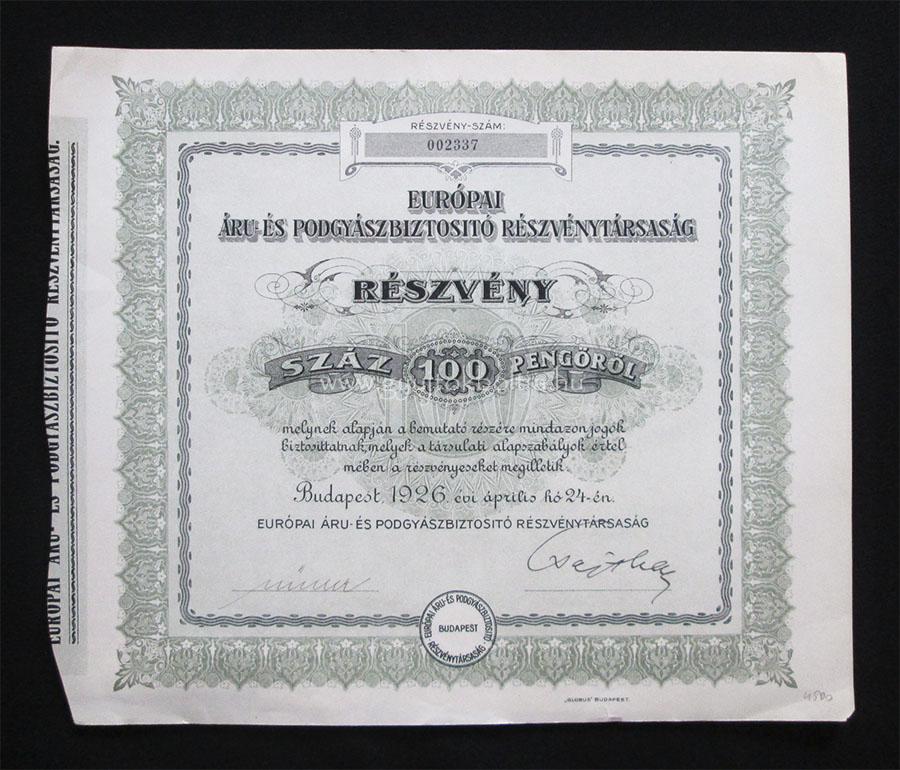 RÉSZVÉNY-SZÁM:
002337
EURÓPAI
ÁRU- ÉS PODGYÁSZBIZTOSITÓ RÉSZVÉNYTÁRSASÁG
RÉSZVÉNY
SZÁZ 100 PENGŐRŐL
melynek alapján a bemutató részére mindazon jogok
biztosittatnak, melyek a társulati alapszabályok értel
mében a részvényeseket megilletik.
Budapest 1926. évi április hó 24-én.
EURÓPAI ÁRU- ÉS PODGYÁSZBIZTOSITÓ RÉSZVÉNYTÁRSASÁG
EURÓPAI ÁRU- ÉS PODGYÁSZBIZTOSITÓ
BUDAPEST
RÉSZVÉNYTÁRSASÁG
"GLOBUS" BUDAPEST.
EURÓPAI ÁRU- ÉS PODGYÁSZBIZTOSITÓ RÉSZVÉNYTÁRSASÁG.